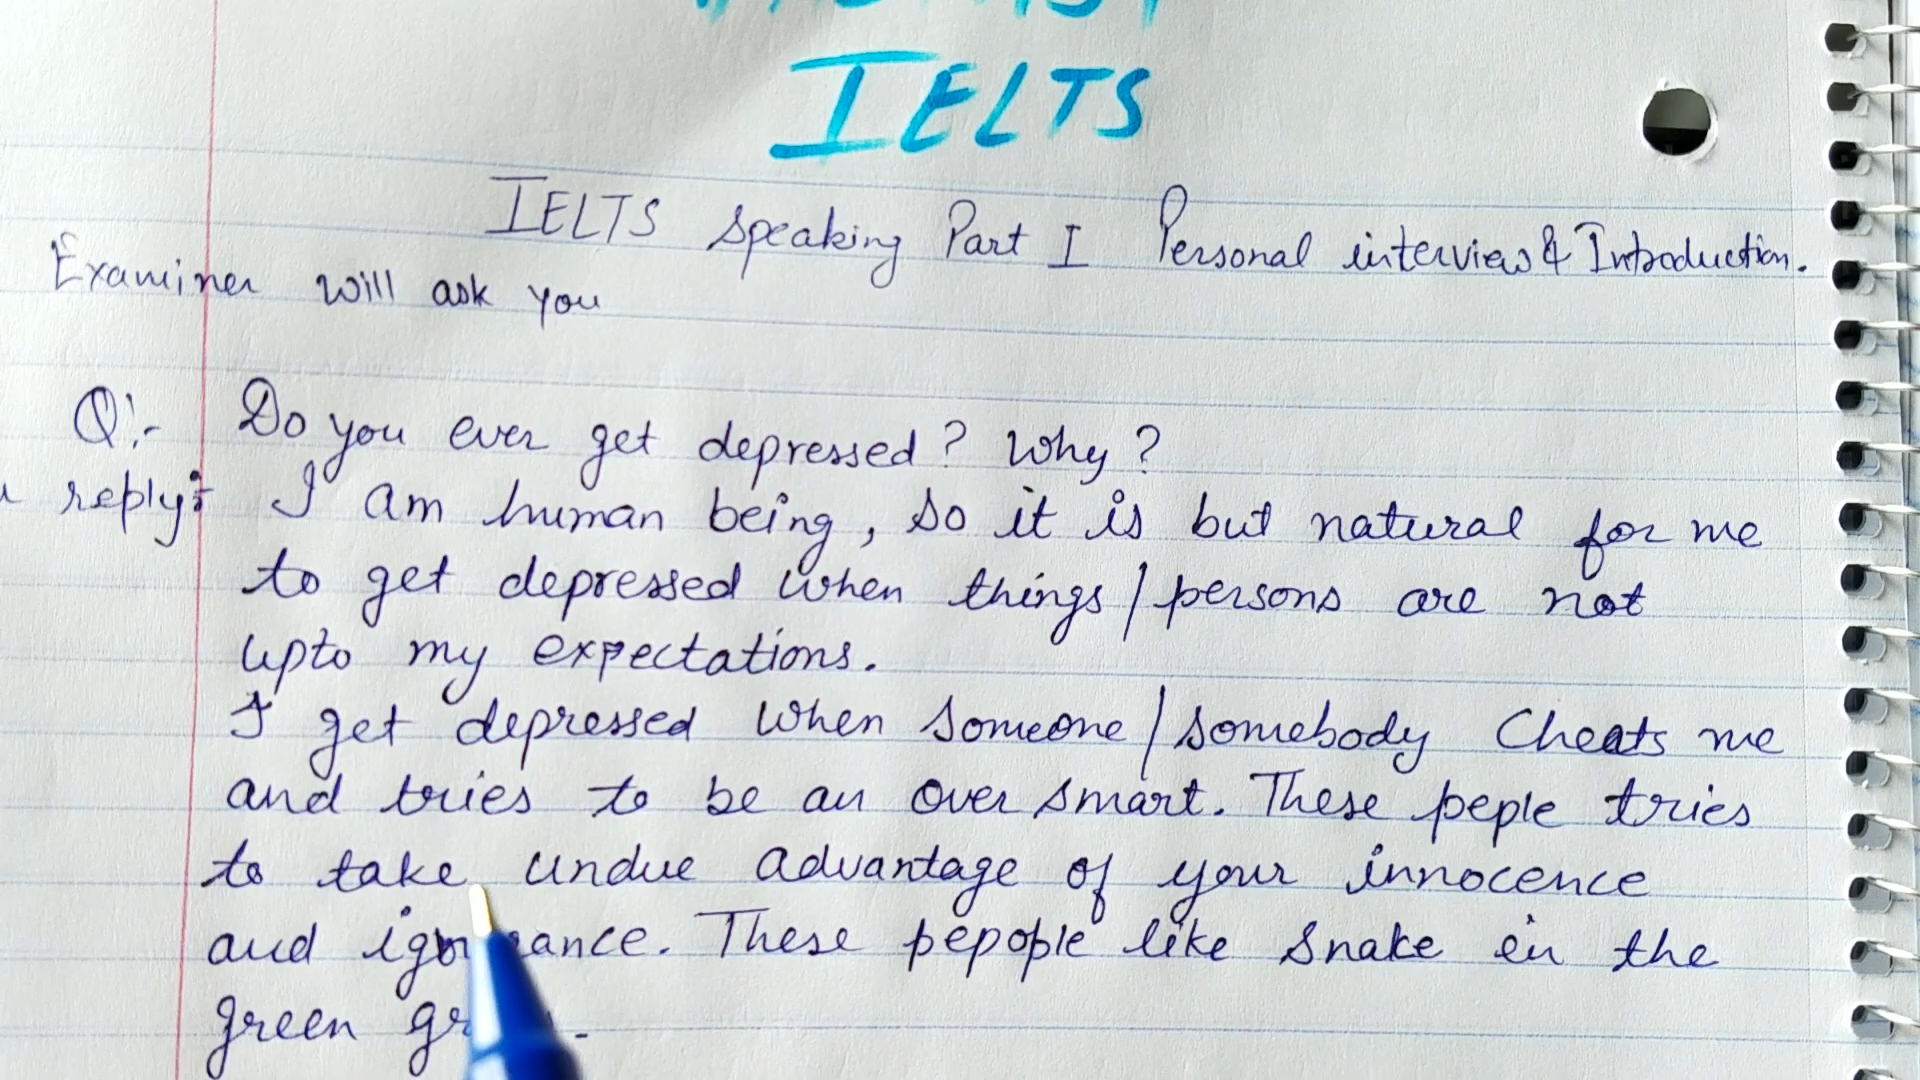 IELTS
IELTS Speaking Part I Personal interview & Introduction.
Examiner will ask you
Q:- Do you ever get depressed? Why?
reply: I am human being, so it is but natural for me
to get depressed when things/persons are not
upto my expectations.
I get depressed when someone/somebody Cheats me
and tries to be an over smart. These peple tries
to take undue advantage of your innocence
and ance. These pepople like Snake in the
green